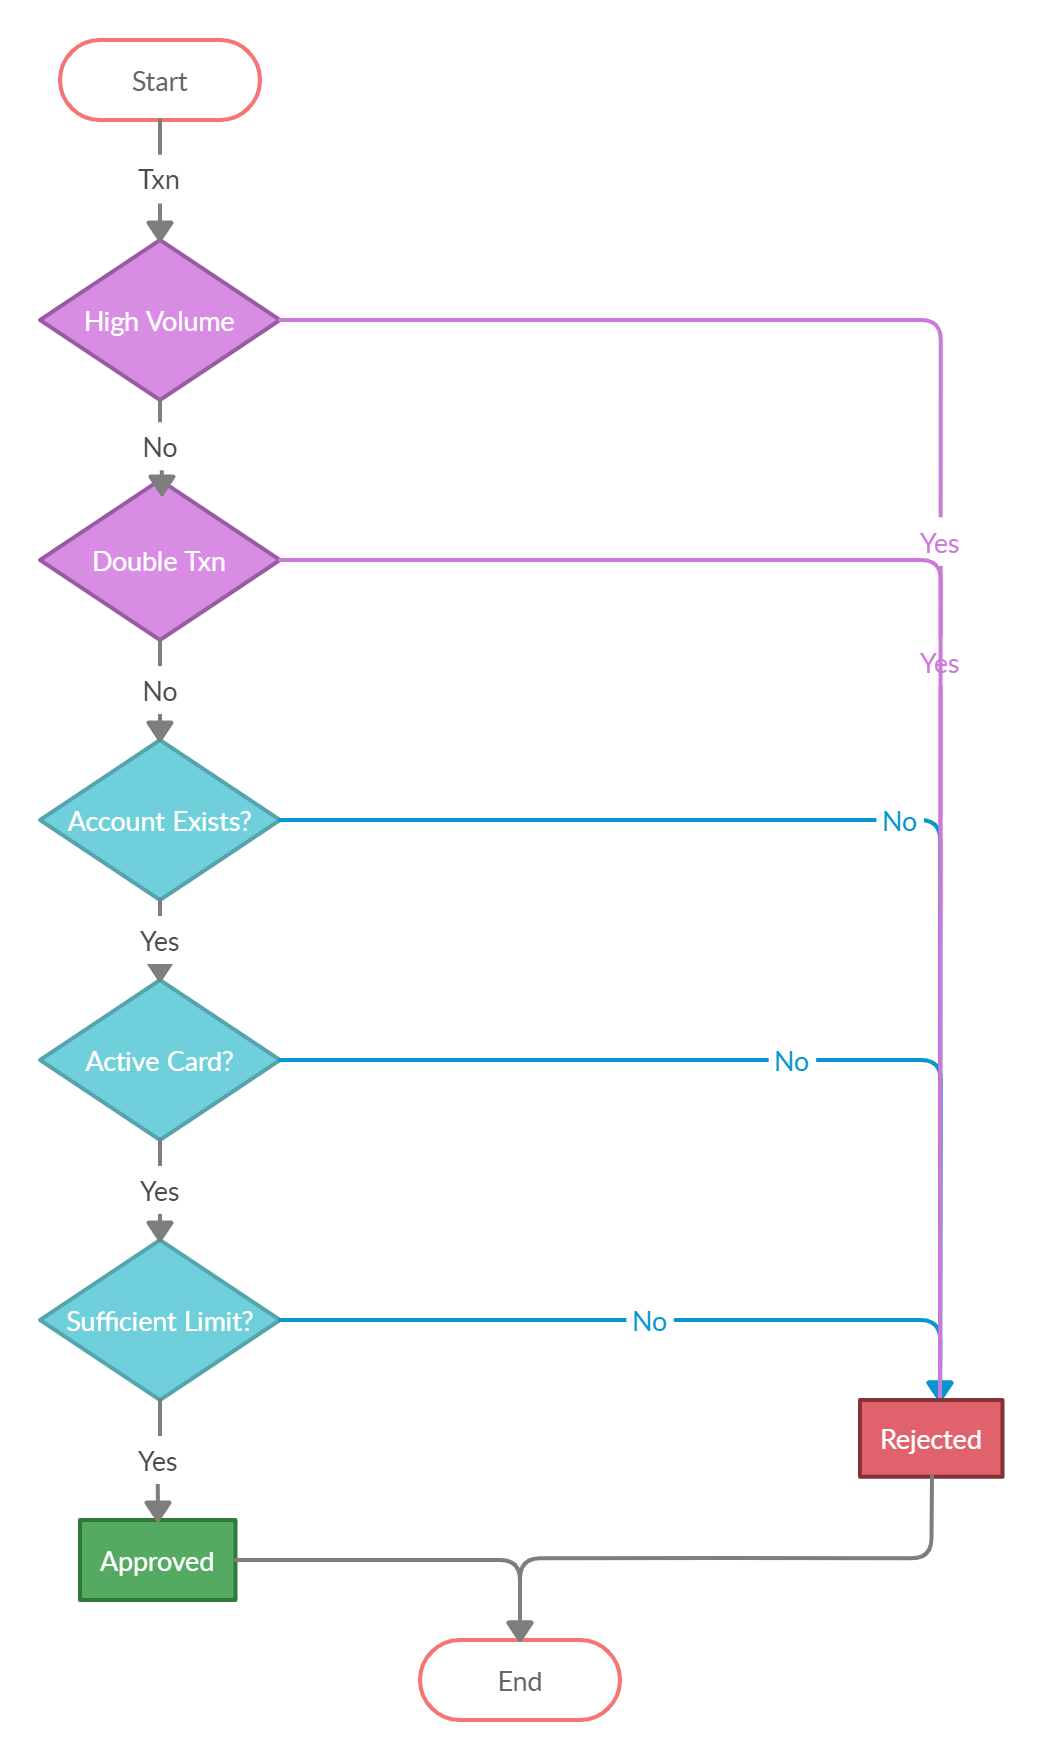 Start
Txn
High Volume
No
Yes
Double Txn
Yes
No
Account Exists?
No
Yes
Active Card?
No
Yes
Sufficient Limit?
No
Rejected
Yes
Approved
End